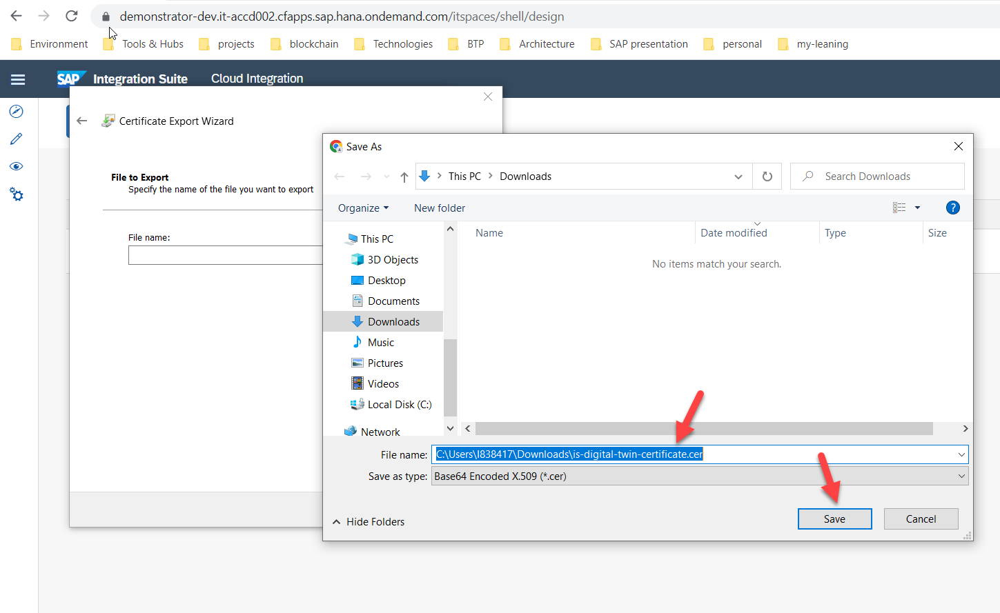 demonstrator-dev.it-accd002.cfapps.sap.hana.ondemand.com/itspaces/shell/design
Environment Tools & Hubs projects blockchain Technologies BTP Architecture SAP presentation personal my-leaning
SAP Integration Suite Cloud Integration
Certificate Export Wizard
File to Export
Specify the name of the file you want to export
File name:
Save As
This PC Downloads
Search Downloads
Organize New folder
?
This PC
3D Objects
Desktop
Documents
Downloads
Music
Pictures
Videos
Local Disk (C:)
Network
Name Date modified Type Size
No items match your search.
File name: C:\Users\I838417\Downloads\is-digital-twin-certificate.cer
Save as type: Base64 Encoded X.509 (*.cer)
Hide Folders
Save Cancel